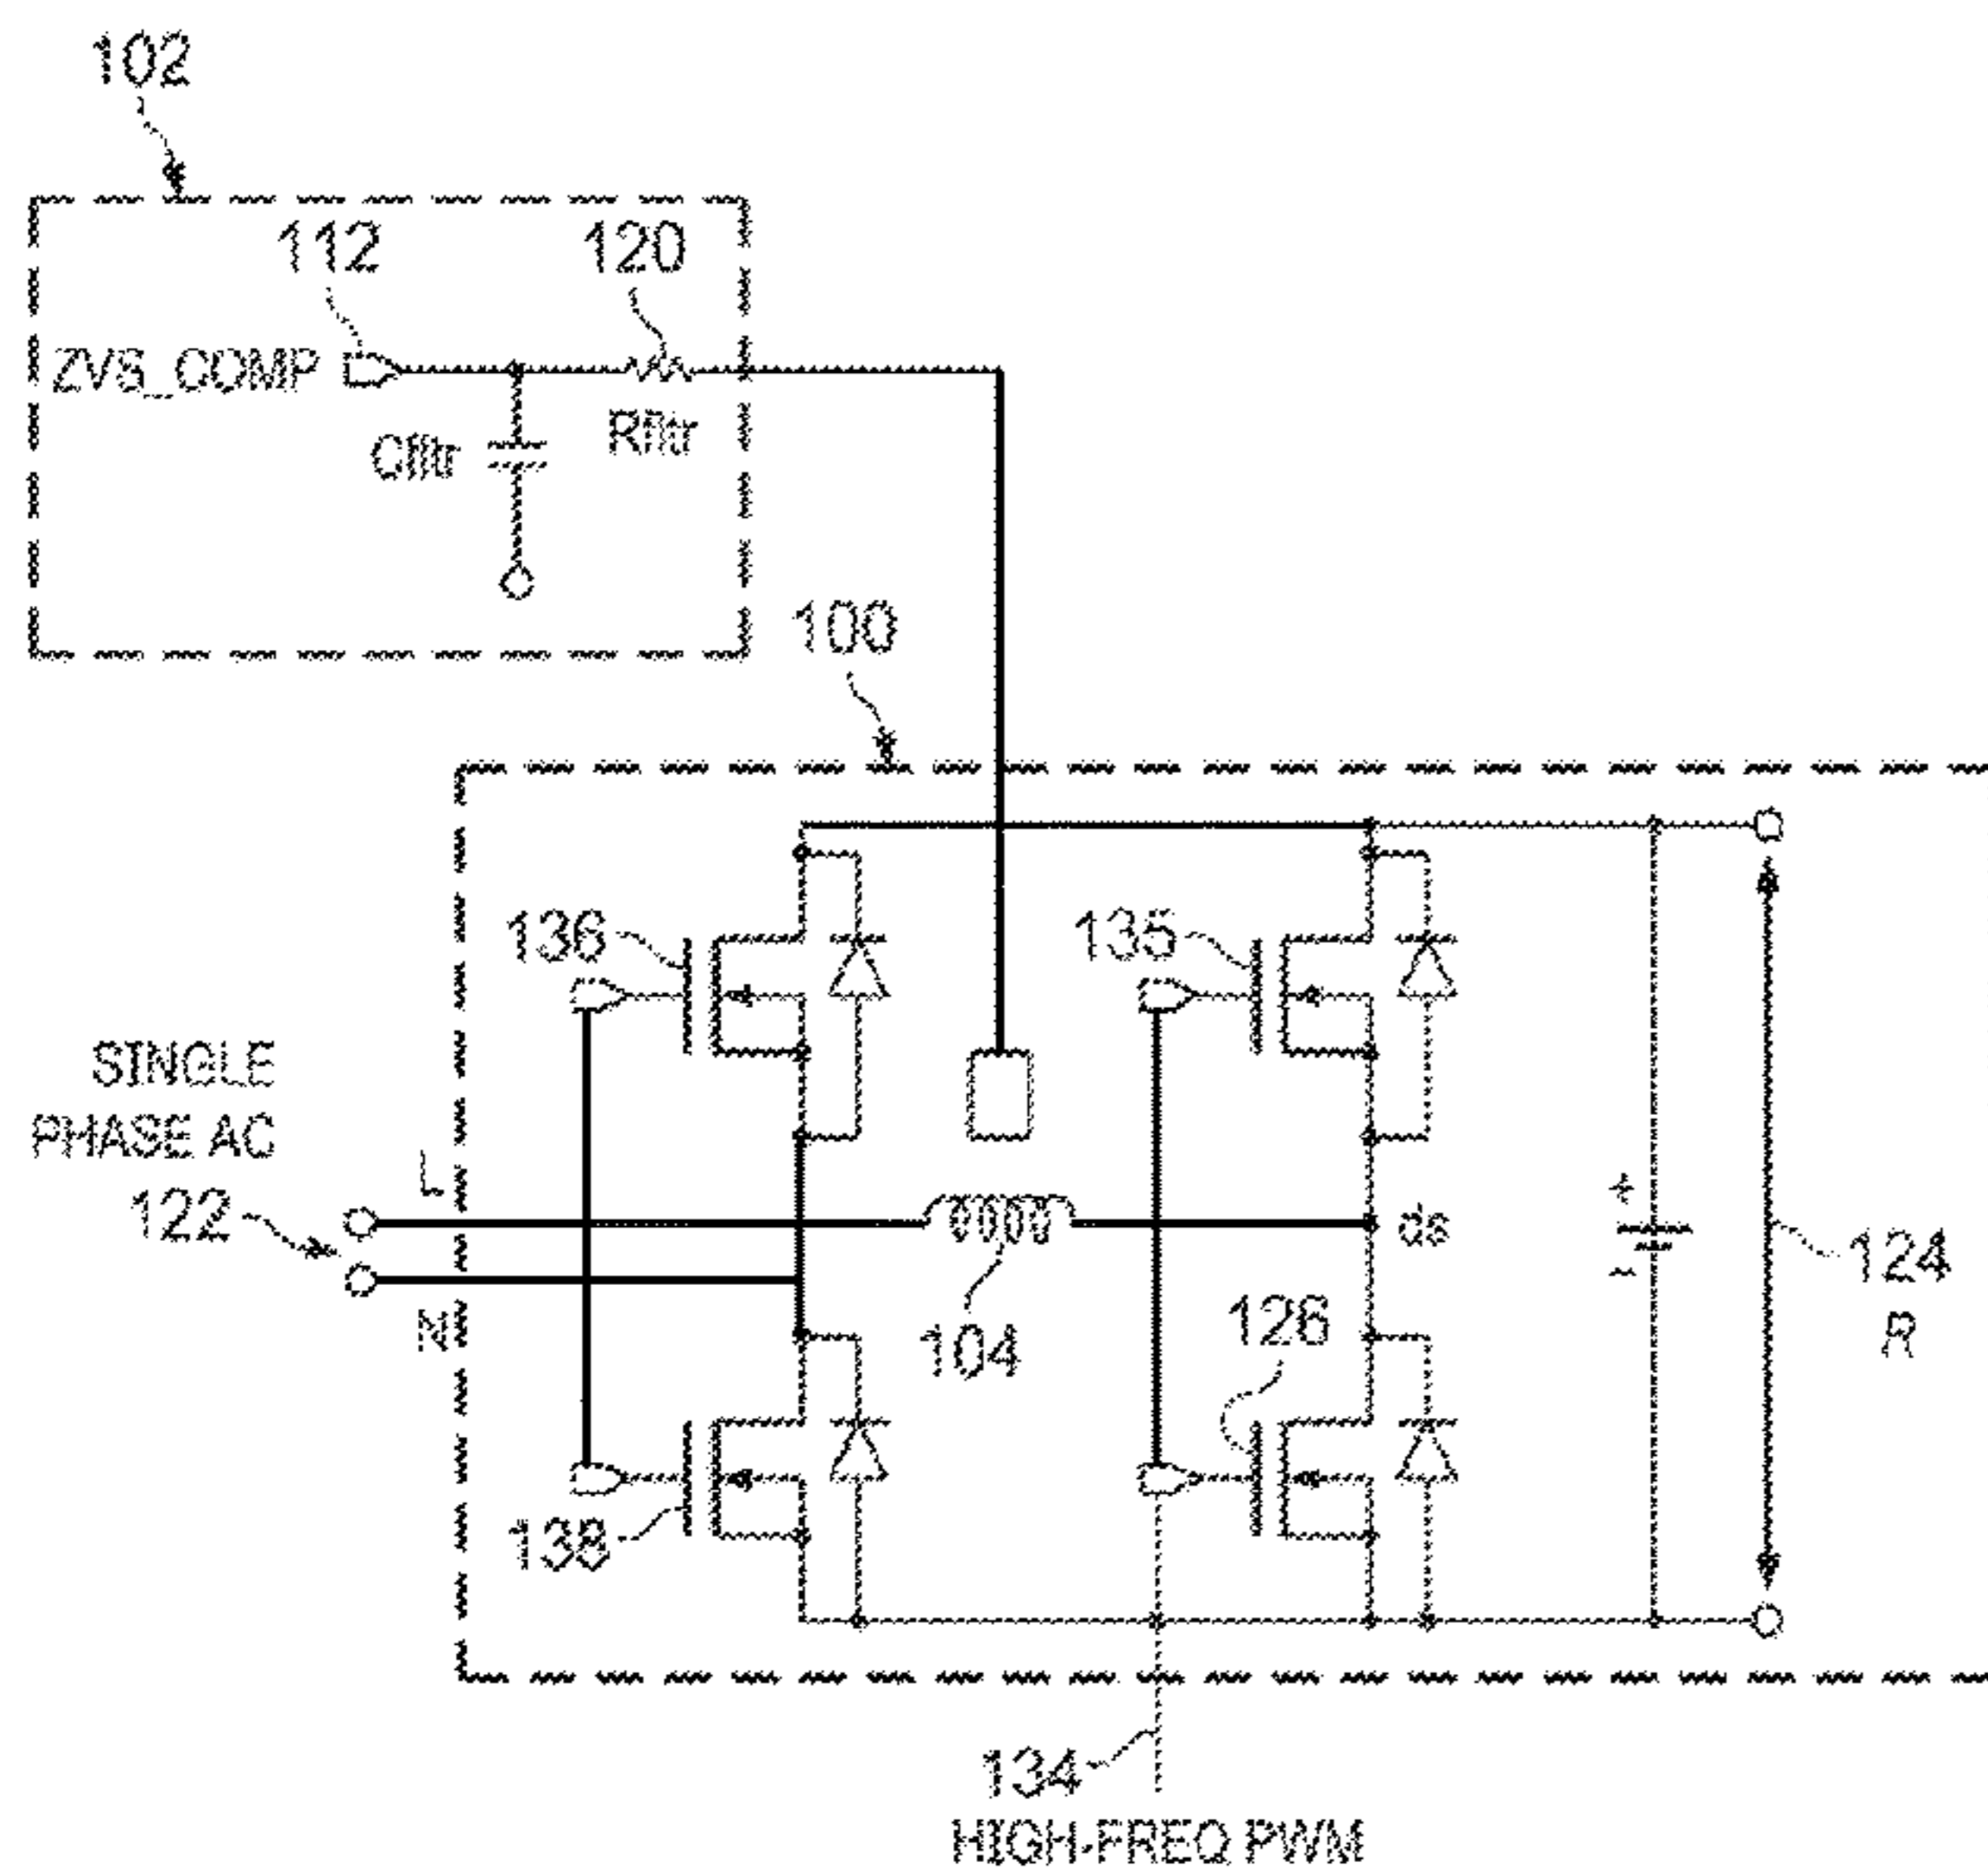 102
112
120
ZVS_COMP
Cfltr
Rfltr
100
136
135
SINGLE
PHASE AC
122
L
N
ds
+
-
124
R
104
126
138
134
HIGH-FREQ PWM